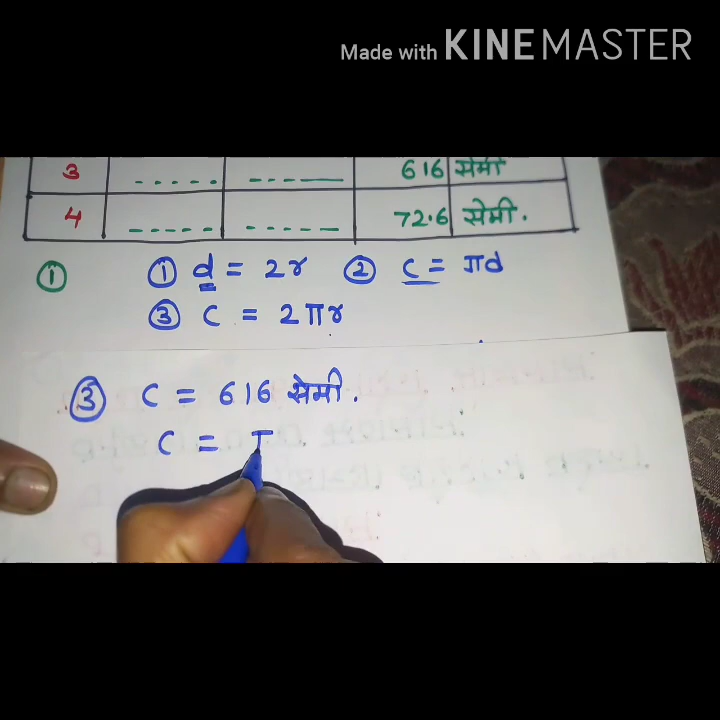 Made with KINEMASTER
3 ..... ------- 616 सेमी
4 ------ ------ 72.6 सेमी.
① ① d = 2r ② c = πd
③ c = 2πr
③ c = 616 सेमी.
c =